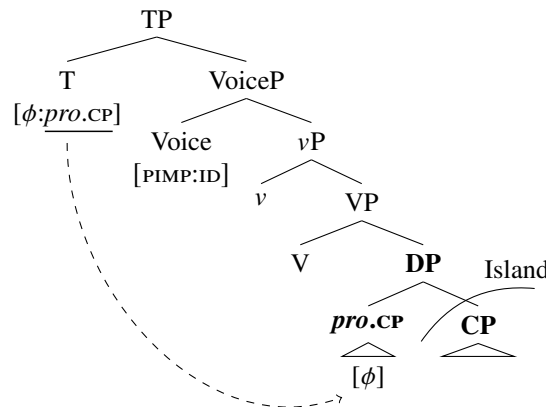 TP
T VoiceP
[ϕ:pro.CP]
Voice vP
[PIMP:ID]
v VP
V DP
Island
pro.CP CP
[ϕ]